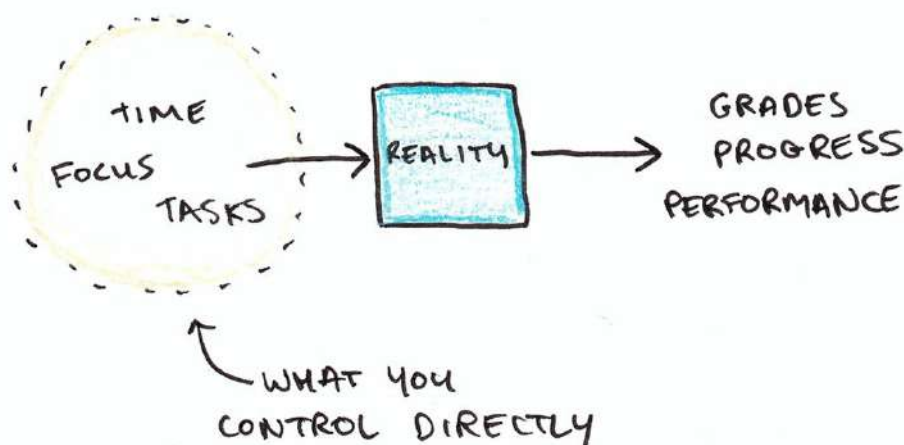 TIME
FOCUS
TASKS
REALITY
GRADES
PROGRESS
PERFORMANCE
WHAT YOU
CONTROL DIRECTLY